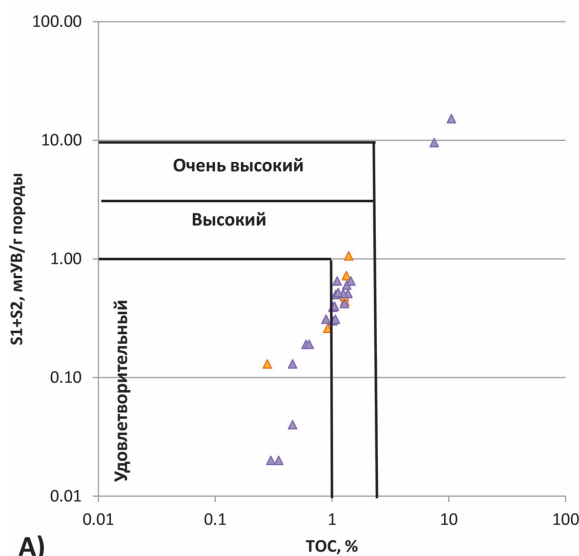 100.00
10.00
1.00
0.10
0.01
S1+S2, мгУВ/г породы
Очень высокий
Высокий
Удовлетворительный
0.01 0.1 1 10 100
TOC, %
А)